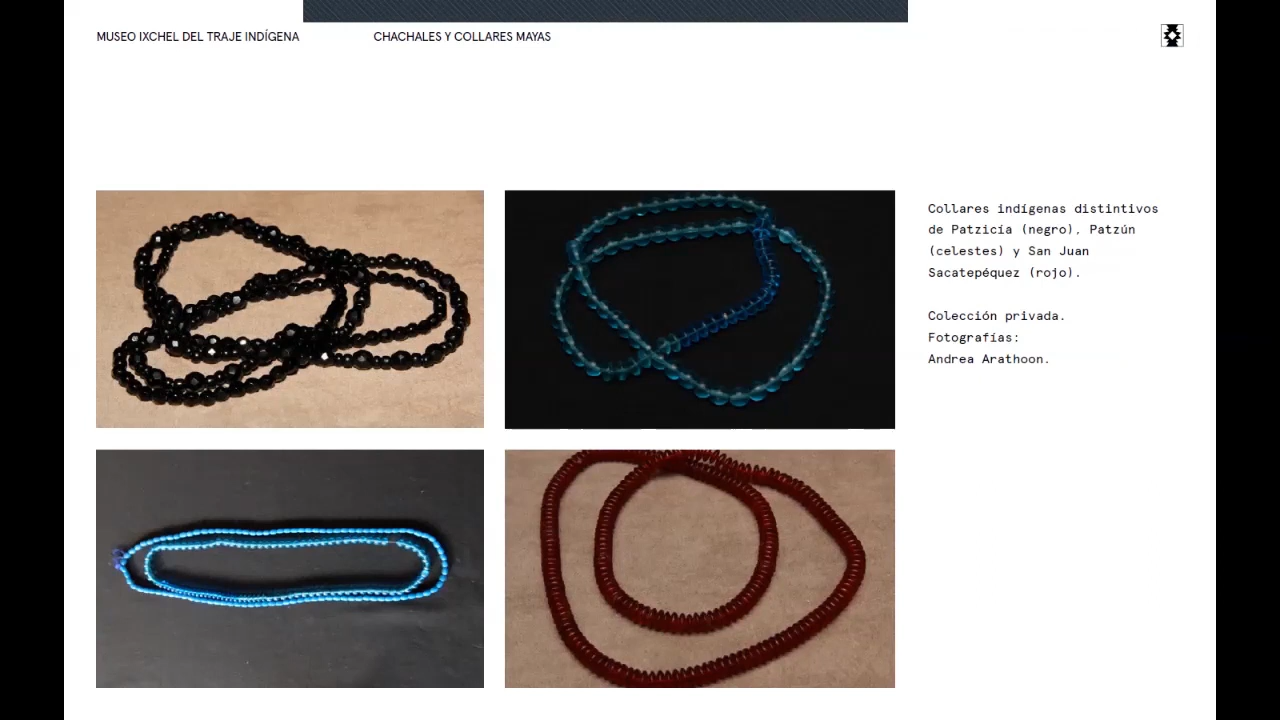 MUSEO IXCHEL DEL TRAJE INDÍGENA
CHACHALES Y COLLARES MAYAS
Collares indígenas distintivos
de Patzicía (negro), Patzún
(celestes) y San Juan
Sacatepéquez (rojo).
Colección privada.
Fotografías:
Andrea Arathoon.